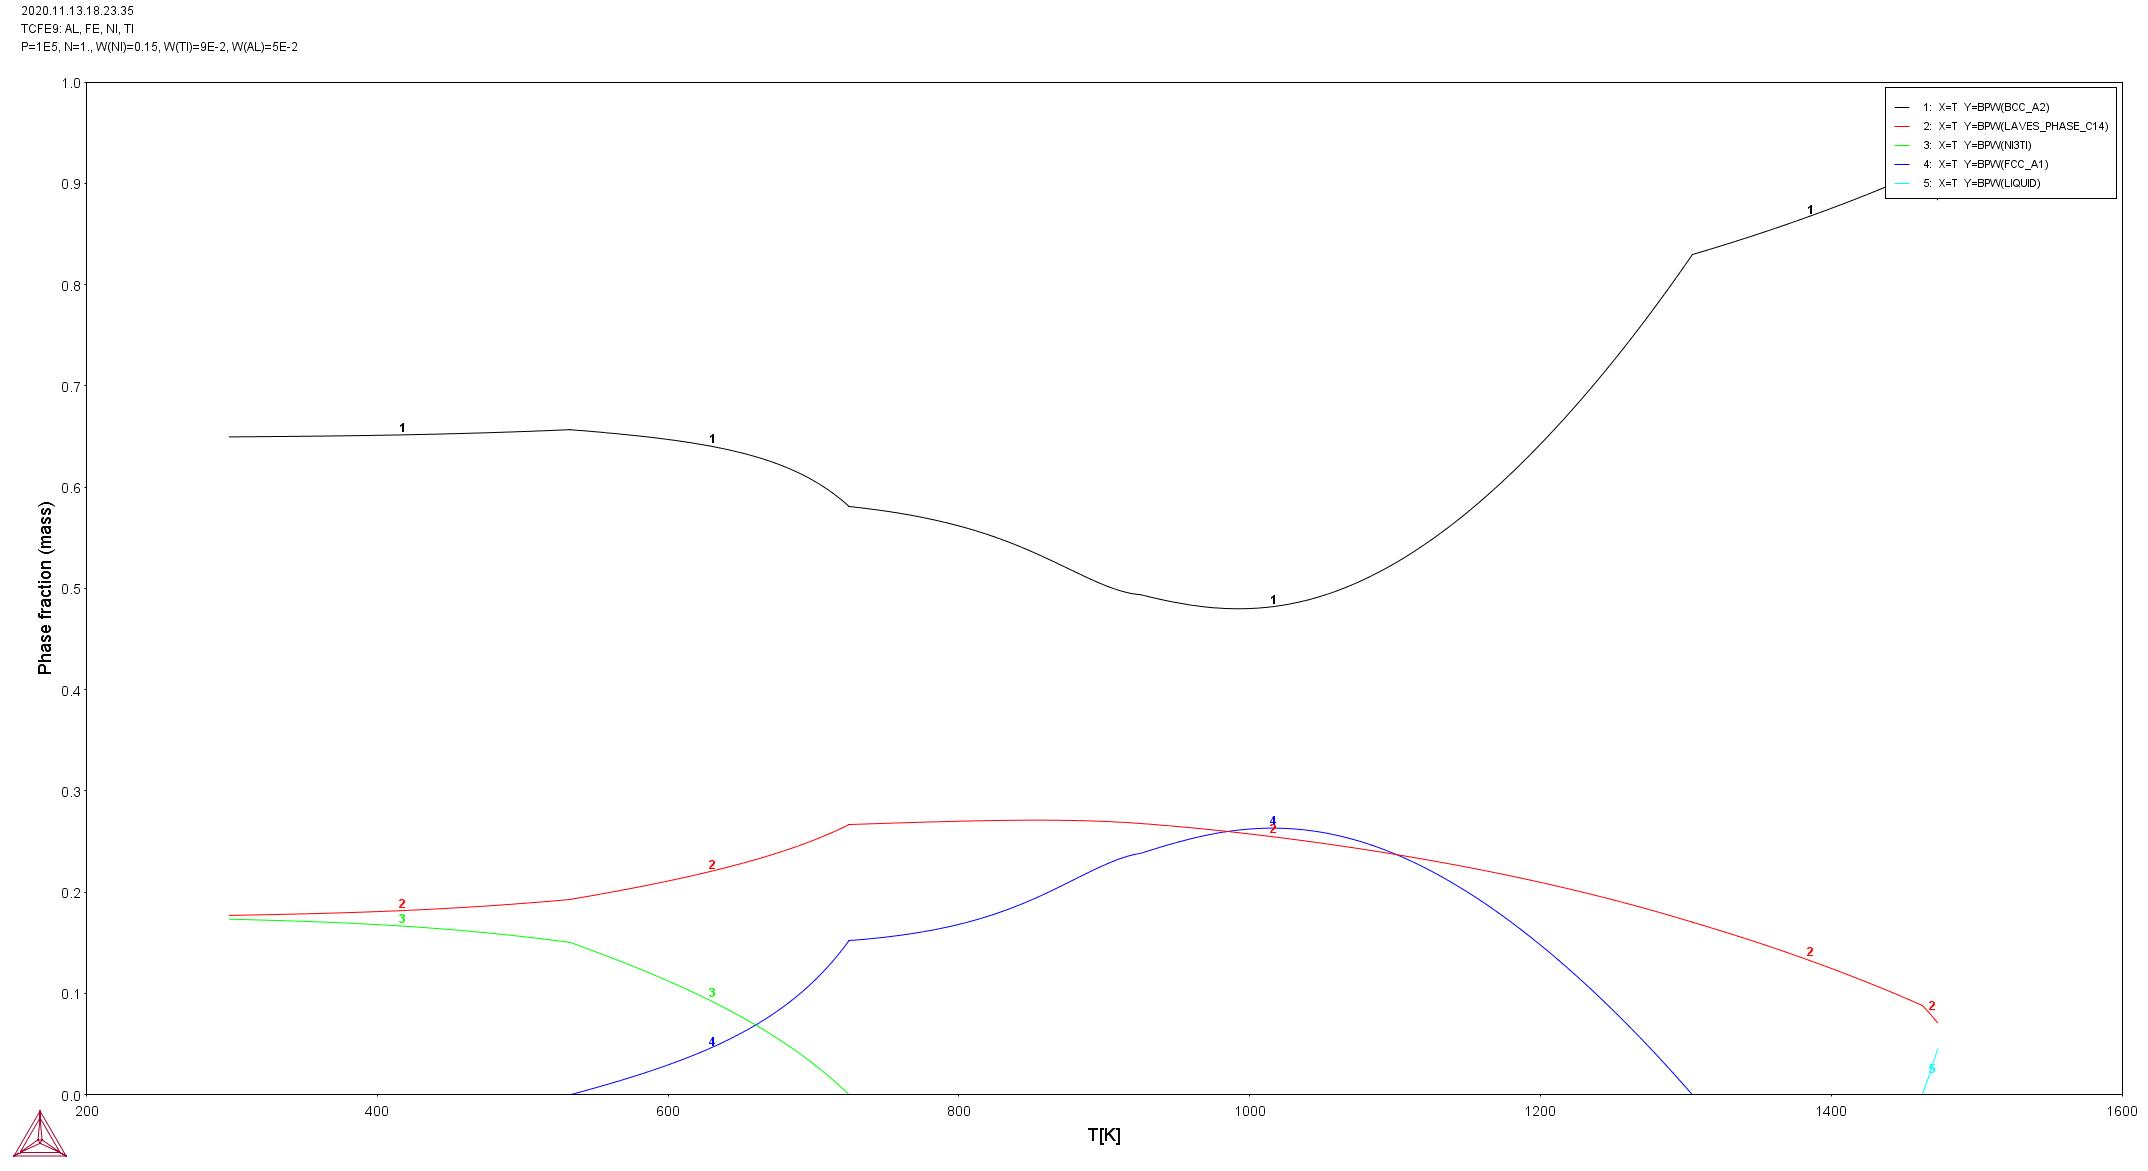 2020.11.13.18.23.35
TCFE9: AL, FE, NI, TI
P=1E5, N=1., W(NI)=0.15, W(TI)=9E-2, W(AL)=5E-2
1: X=T Y=BPW(BCC_A2)
2: X=T Y=BPW(LAVES_PHASE_C14)
3: X=T Y=BPW(NI3TI)
4: X=T Y=BPW(FCC_A1)
5: X=T Y=BPW(LIQUID)
Phase fraction (mass)
1.0
0.9
0.8
0.7
0.6
0.5
0.4
0.3
0.2
0.1
0.0
1
1
1
1
2
2
2
2
2
3
3
4
4
5
200 400 600 800 1000 1200 1400 1600
T[K]